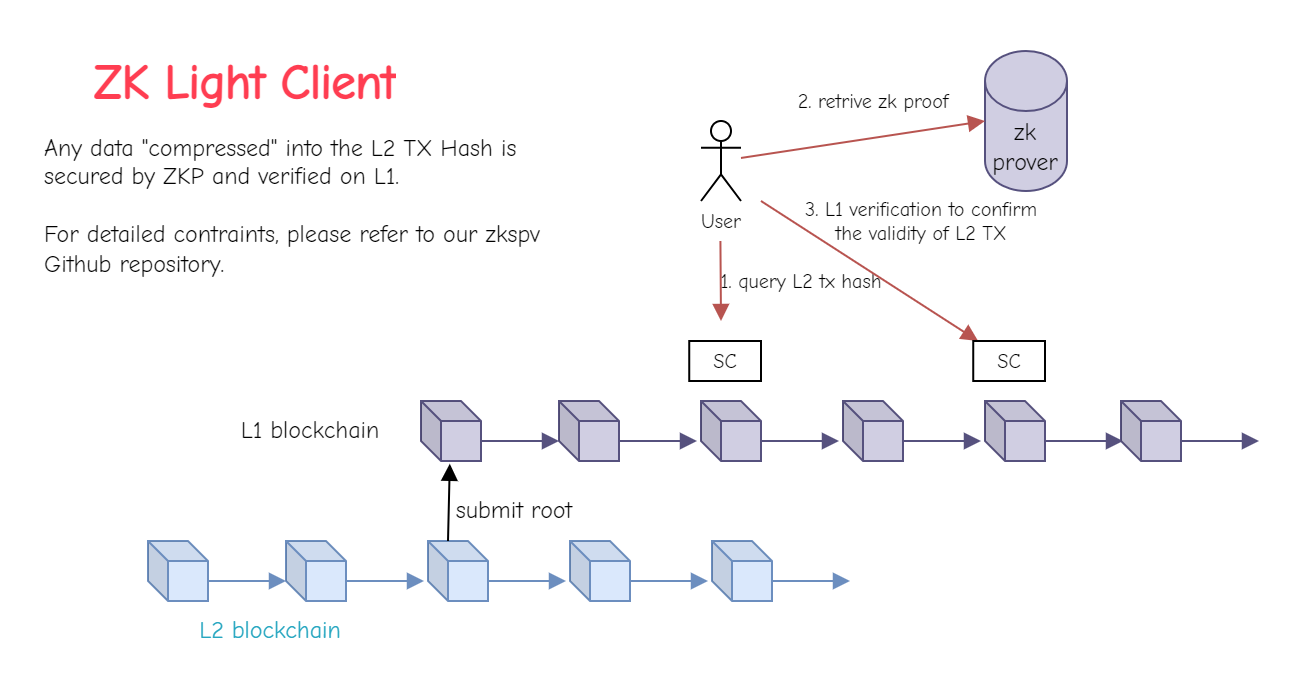 ZK Light Client
Any data "compressed" into the L2 TX Hash is
secured by ZKP and verified on L1.
For detailed contraints, please refer to our zkspv
Github repository.
2. retrive zk proof
zk
prover
User
3. L1 verification to confirm
the validity of L2 TX
1. query L2 tx hash
SC
SC
L1 blockchain
submit root
L2 blockchain